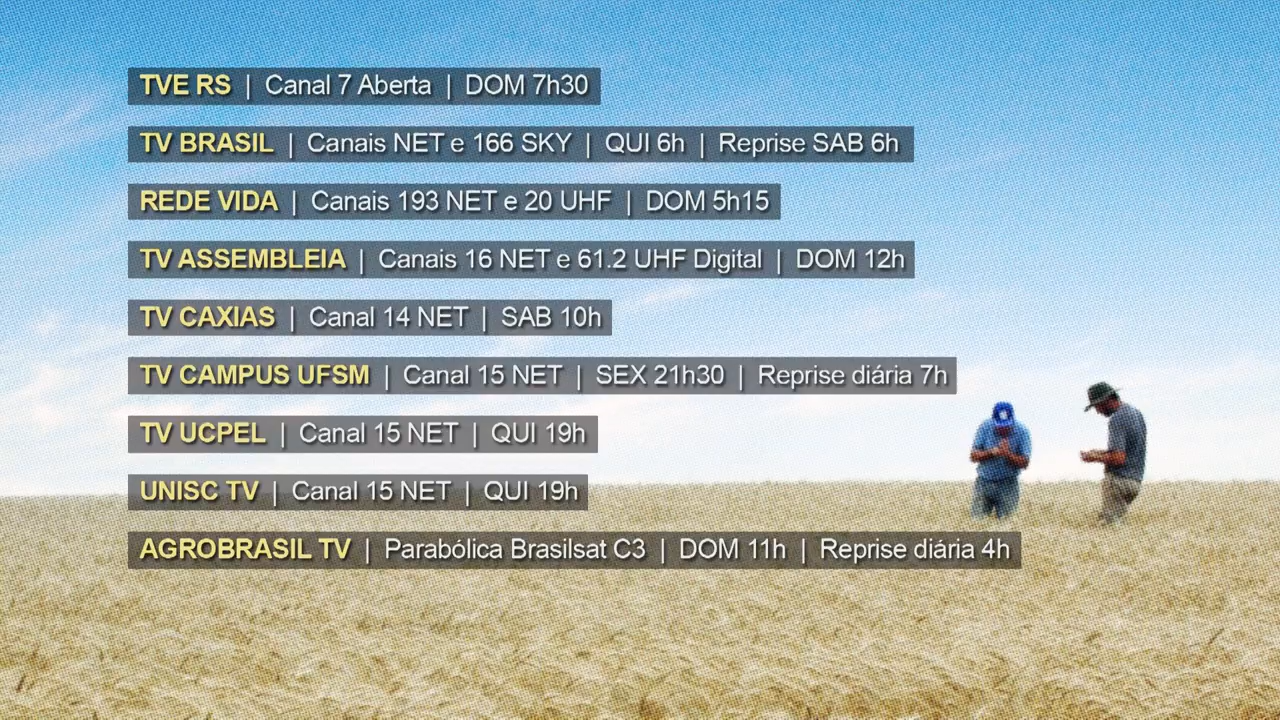 TVE RS | Canal 7 Aberta | DOM 7h30
TV BRASIL | Canais NET e 166 SKY | QUI 6h | Reprise SAB 6h
REDE VIDA | Canais 193 NET e 20 UHF | DOM 5h15
TV ASSEMBLEIA | Canais 16 NET e 61.2 UHF Digital | DOM 12h
TV CAXIAS | Canal 14 NET | SAB 10h
TV CAMPUS UFSM | Canal 15 NET | SEX 21h30 | Reprise diária 7h
TV UCPEL | Canal 15 NET | QUI 19h
UNISC TV | Canal 15 NET | QUI 19h
AGROBRASIL TV | Parabólica Brasilsat C3 | DOM 11h | Reprise diária 4h